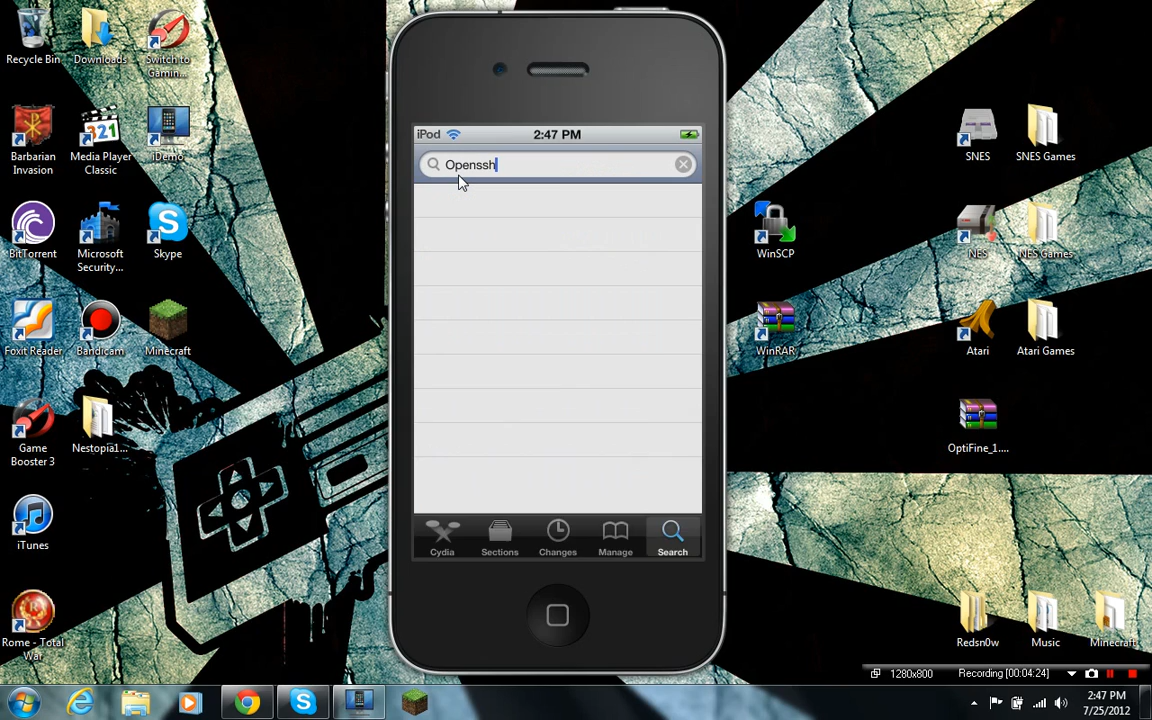 Recycle Bin
Downloads
Switch to
Gamin...
Barbarian
Invasion
Media Player
Classic
iDemo
BitTorrent
Microsoft
Security...
Skype
Foxit Reader
Bandicam
Minecraft
Game
Booster 3
Nestopia1...
iTunes
Rome - Total
War
iPod
2:47 PM
Openssh
Cydia
Sections
Changes
Manage
Search
WinSCP
WinRAR
SNES
SNES Games
NES
NES Games
Atari
Atari Games
OptiFine_1....
Redsn0w
Music
Minecraft
1280x800
Recording [00:04:24]
2:47 PM
7/25/2012